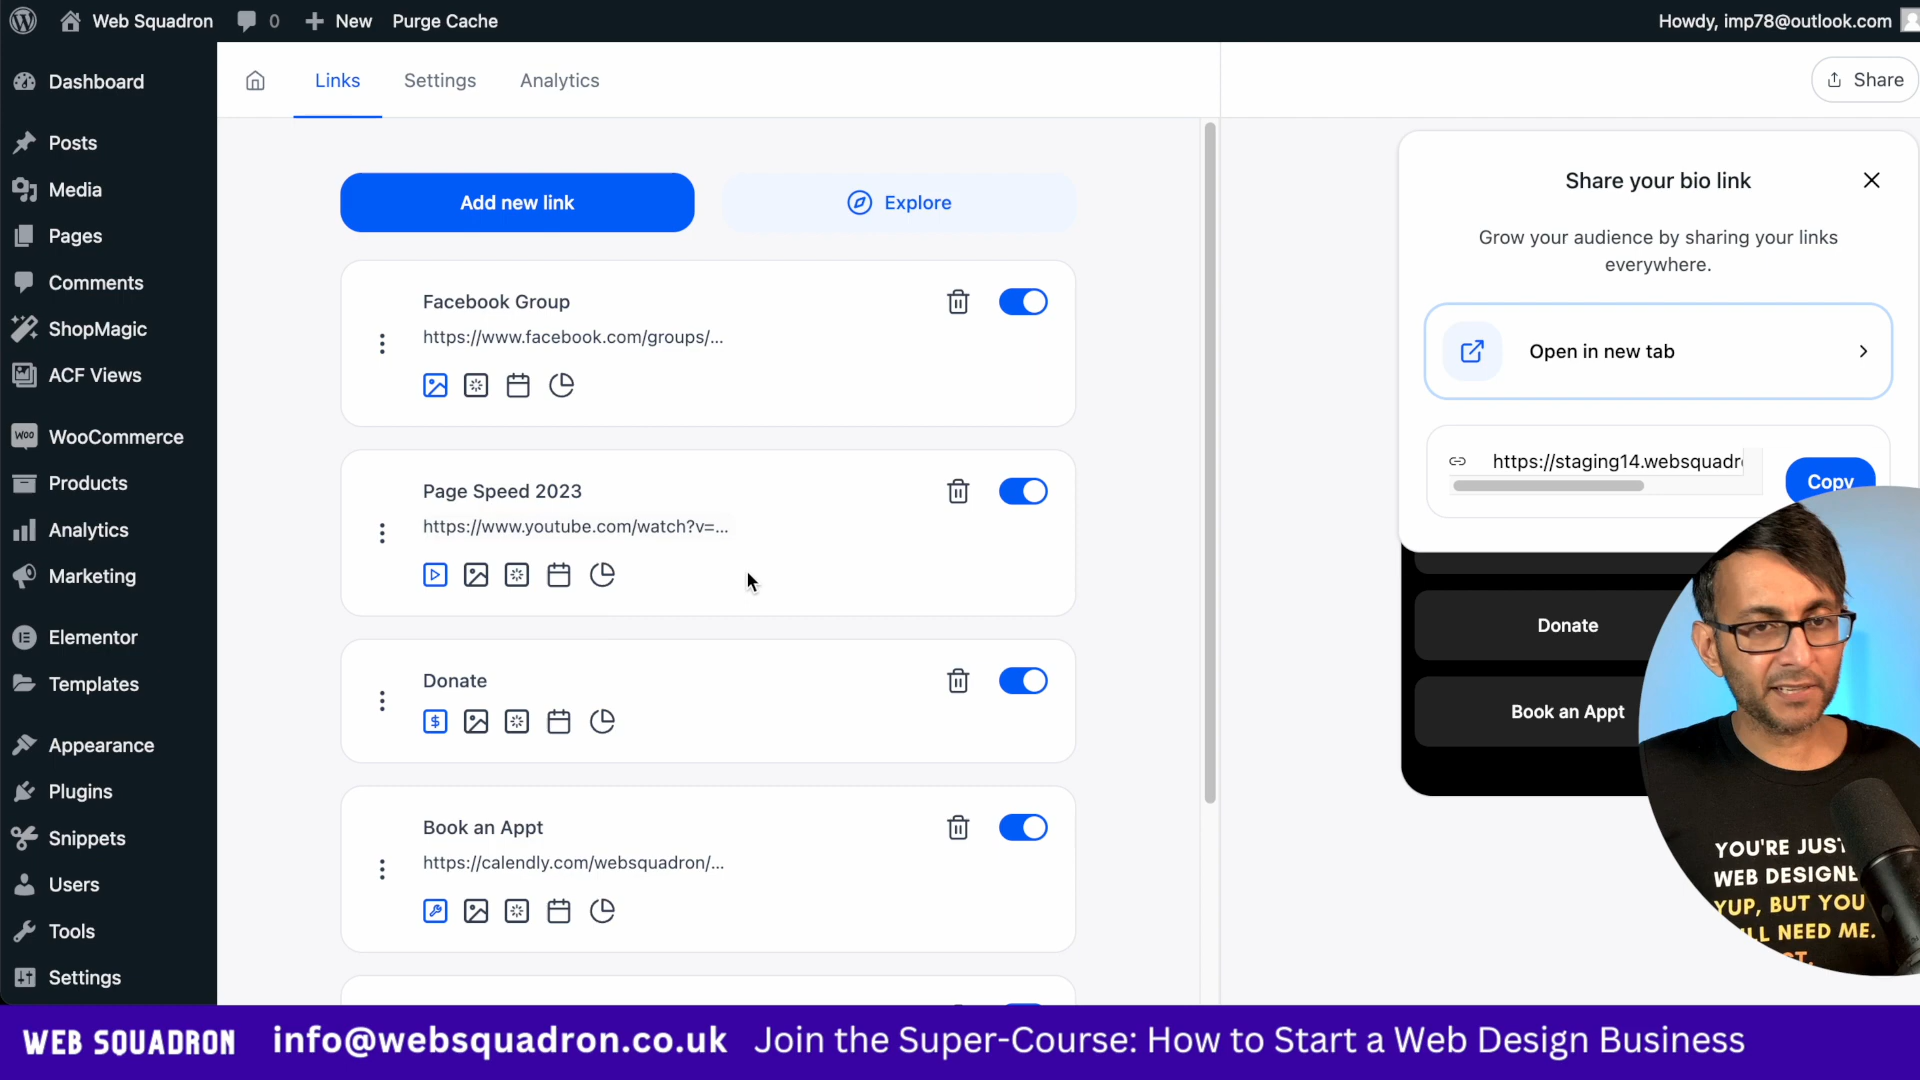 Web Squadron
0
New
Purge Cache
Howdy, imp78@outlook.com
Dashboard
Posts
Media
Pages
Comments
ShopMagic
ACF Views
WOO
WooCommerce
Products
Analytics
Marketing
Elementor
Templates
Appearance
Plugins
Snippets
Users
Tools
Settings
Links
Settings
Analytics
Share
Add new link
Explore
Facebook Group
https://www.facebook.com/groups/...
Page Speed 2023
https://www.youtube.com/watch?v=...
Donate
Book an Appt
https://calendly.com/websquadron/...
Share your bio link
Grow your audience by sharing your links
everywhere.
Open in new tab
https://staging14.websquadr
Copy
Donate
Book an Appt
YOU'RE JUST
WEB DESIGNE
YUP, BUT YOU
LL NEED ME.
WEB SQUADRON
info@websquadron.co.uk
Join the Super-Course: How to Start a Web Design Business